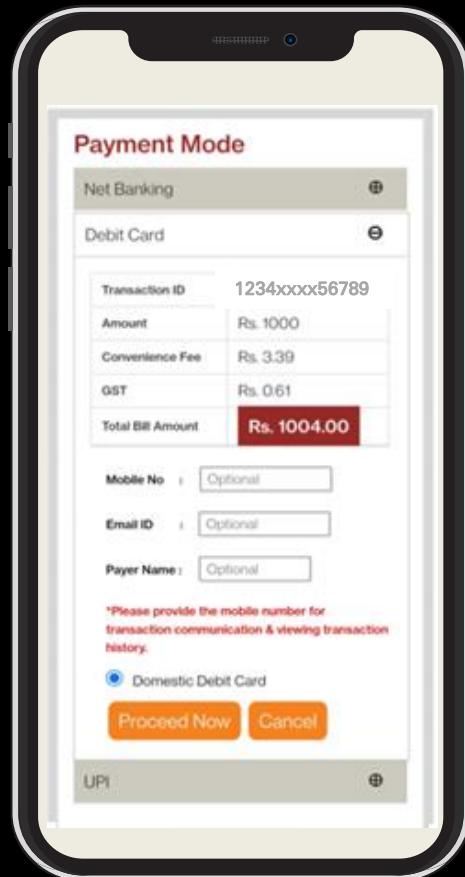 Payment Mode
Net Banking
Debit Card
Transaction ID 1234xxxx56789
Amount Rs. 1000
Convenience Fee Rs. 3.39
GST Rs. 0.61
Total Bill Amount Rs. 1004.00
Mobile No : Optional
Email ID : Optional
Payer Name : Optional
*Please provide the mobile number for
transaction communication & viewing transaction
history.
Domestic Debit Card
Proceed Now Cancel
UPI